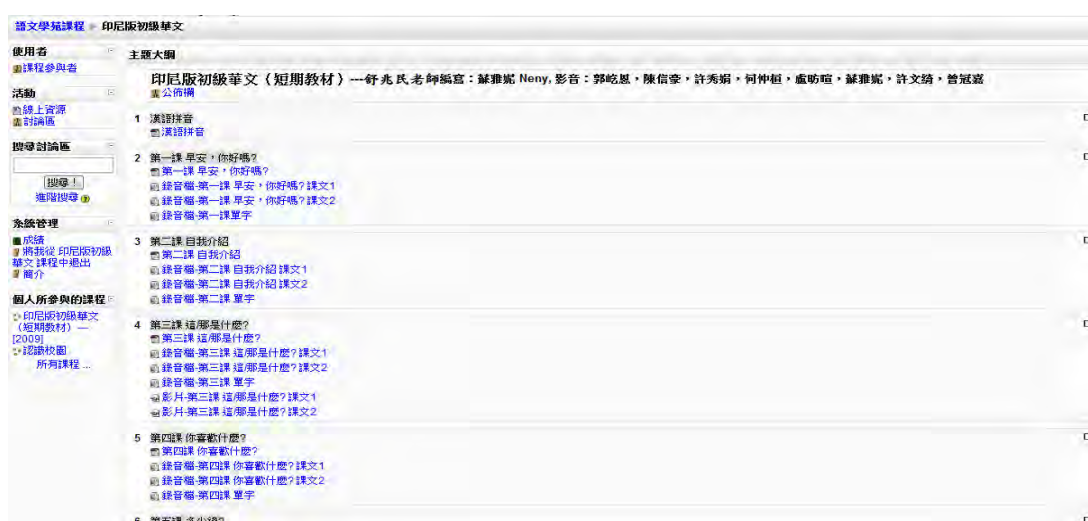 語文學苑課程 ► 印尼版初級華文
使用者
課程參與者
活動
線上資源
討論區
搜尋討論區
搜尋！
進階搜尋
系統管理
成績
將我從 印尼版初級
華文 課程中退出
簡介
個人所參與的課程
印尼版初級華文
（短期教材）—
[2009]
認識校園
所有課程 ...
主題大綱
印尼版初級華文（短期教材）---舒兆民老師編寫：蘇雅妮 Neny, 影音：郭屹恩，陳信豪，許秀娟，何仲桓，盧昉暄，蘇雅妮，許文綺，曾冠嘉
公佈欄
1 漢語拼音
漢語拼音
2 第一課 早安，你好嗎?
第一課 早安，你好嗎?
錄音檔-第一課 早安，你好嗎? 課文1
錄音檔-第一課 早安，你好嗎? 課文2
錄音檔-第一課單字
3 第二課 自我介紹
第二課 自我介紹
錄音檔-第二課 自我介紹 課文1
錄音檔-第二課 自我介紹 課文2
錄音檔-第二課 單字
4 第三課 這/那是什麼?
第三課 這/那是什麼?
錄音檔-第三課 這/那是什麼? 課文1
錄音檔-第三課 這/那是什麼? 課文2
錄音檔-第三課 單字
影片-第三課 這/那是什麼? 課文1
影片-第三課 這/那是什麼? 課文2
5 第四課 你喜歡什麼?
第四課 你喜歡什麼?
錄音檔-第四課 你喜歡什麼? 課文1
錄音檔-第四課 你喜歡什麼? 課文2
錄音檔-第四課 單字
6 第五課 多少錢?